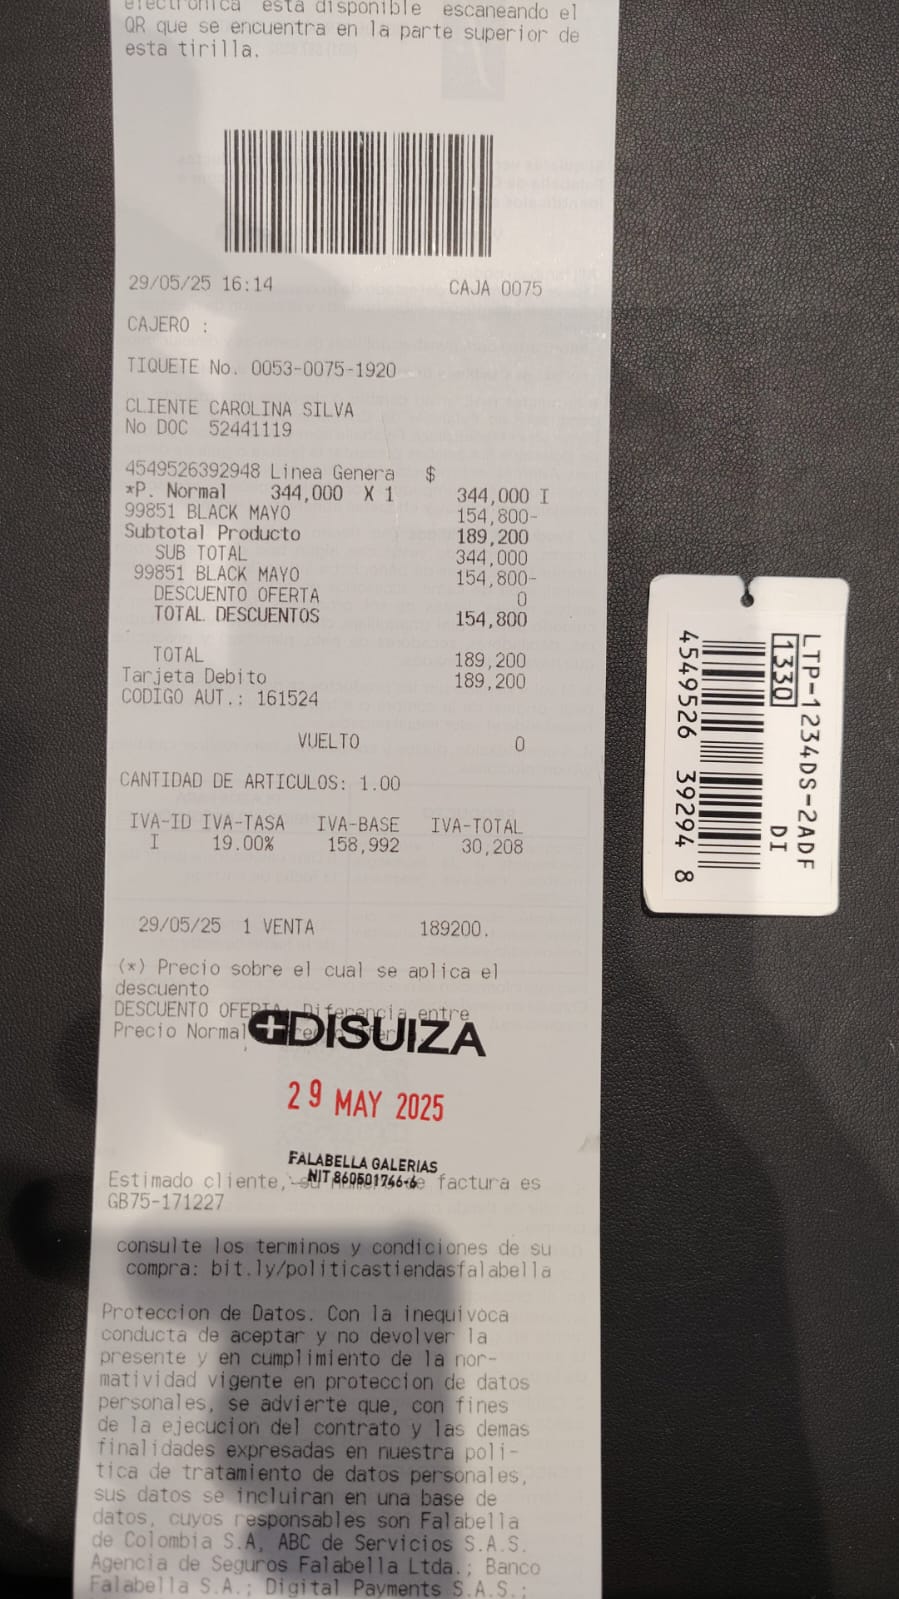 electronica esta disponible escaneando el
QR que se encuentra en la parte superior de
esta tirilla.
29/05/25 16:14 CAJA 0075
CAJERO :
TIQUETE No. 0053-0075-1920
CLIENTE CAROLINA SILVA
No DOC 52441119
4549526392948 Linea Genera $
*P. Normal 344,000 X 1 344,000 I
99851 BLACK MAYO 154,800-
Subtotal Producto 189,200
SUB TOTAL 344,000
99851 BLACK MAYO 154,800-
DESCUENTO OFERTA 0
TOTAL DESCUENTOS 154,800
TOTAL 189,200
Tarjeta Debito 189,200
CODIGO AUT.: 161524
VUELTO 0
CANTIDAD DE ARTICULOS: 1.00
IVA-ID IVA-TASA IVA-BASE IVA-TOTAL
I 19.00% 158,992 30,208
29/05/25 1 VENTA 189200.
(*) Precio sobre el cual se aplica el
descuento
DESCUENTO OFERTA: Diferencia entre
Precio Normal
DISUIZA
29 MAY 2025
FALABELLA GALERIAS
NIT 860501766-6
Estimado cliente, factura es
GB75-171227
consulte los terminos y condiciones de su
compra: bit.ly/politicastiendasfalabella
Proteccion de Datos. Con la inequivoca
conducta de aceptar y no devolver la
presente y en cumplimiento de la nor-
matividad vigente en proteccion de datos
personales, se advierte que, con fines
de la ejecucion del contrato y las demas
finalidades expresadas en nuestra poli-
tica de tratamiento de datos personales,
sus datos se incluiran en una base de
datos, cuyos responsables son Falabella
de Colombia S.A, ABC de Servicios S.A.S.
Agencia de Seguros Falabella Ltda.; Banco
Falabella S.A.; Digital Payments S.A.S.;
LTP-1234DS-2ADF
1330 DI
4549526 39294 8